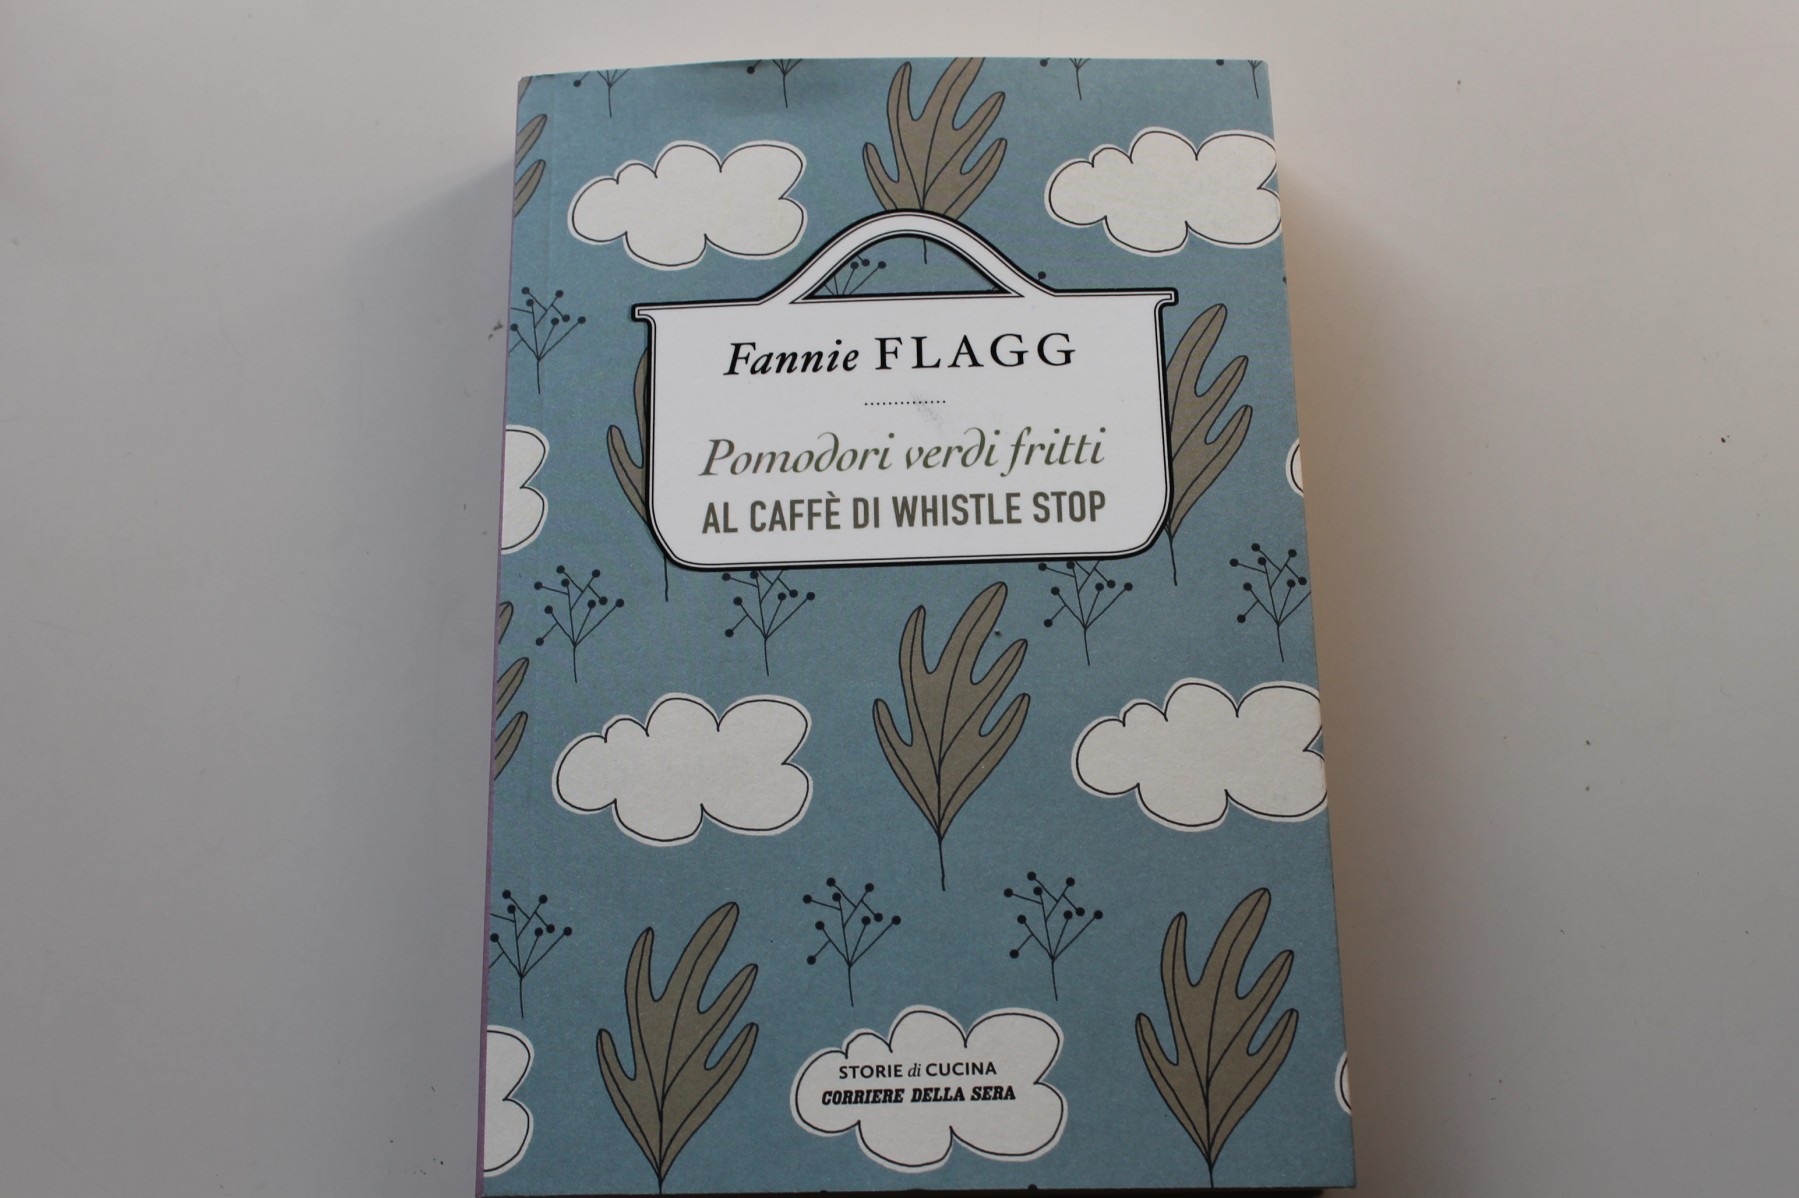 Fannie FLAGG
Pomodori verdi fritti
AL CAFFÈ DI WHISTLE STOP
STORIE di CUCINA
CORRIERE DELLA SERA